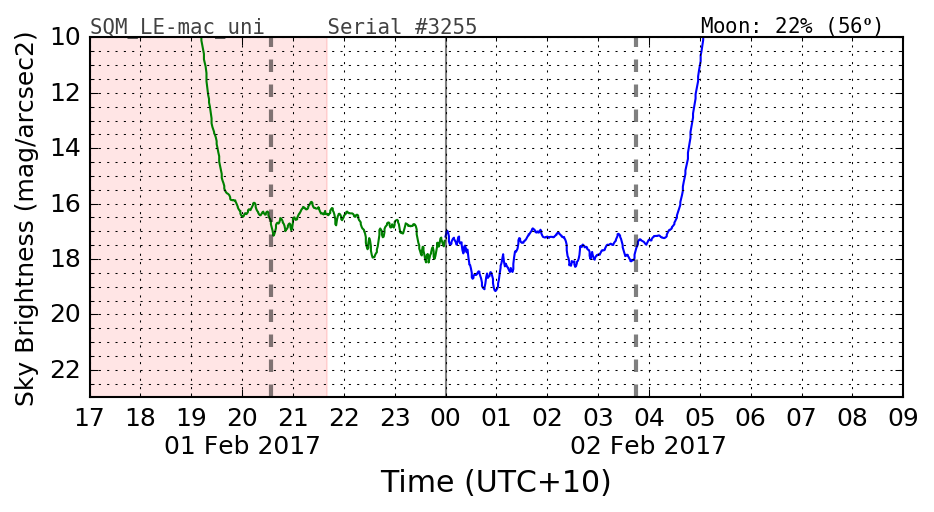 SQM_LE-mac_uni Serial #3255 Moon: 22% (56°)
Sky Brightness (mag/arcsec2)
10
12
14
16
18
20
22
17 18 19 20 21 22 23 00 01 02 03 04 05 06 07 08 09
01 Feb 2017 02 Feb 2017
Time (UTC+10)